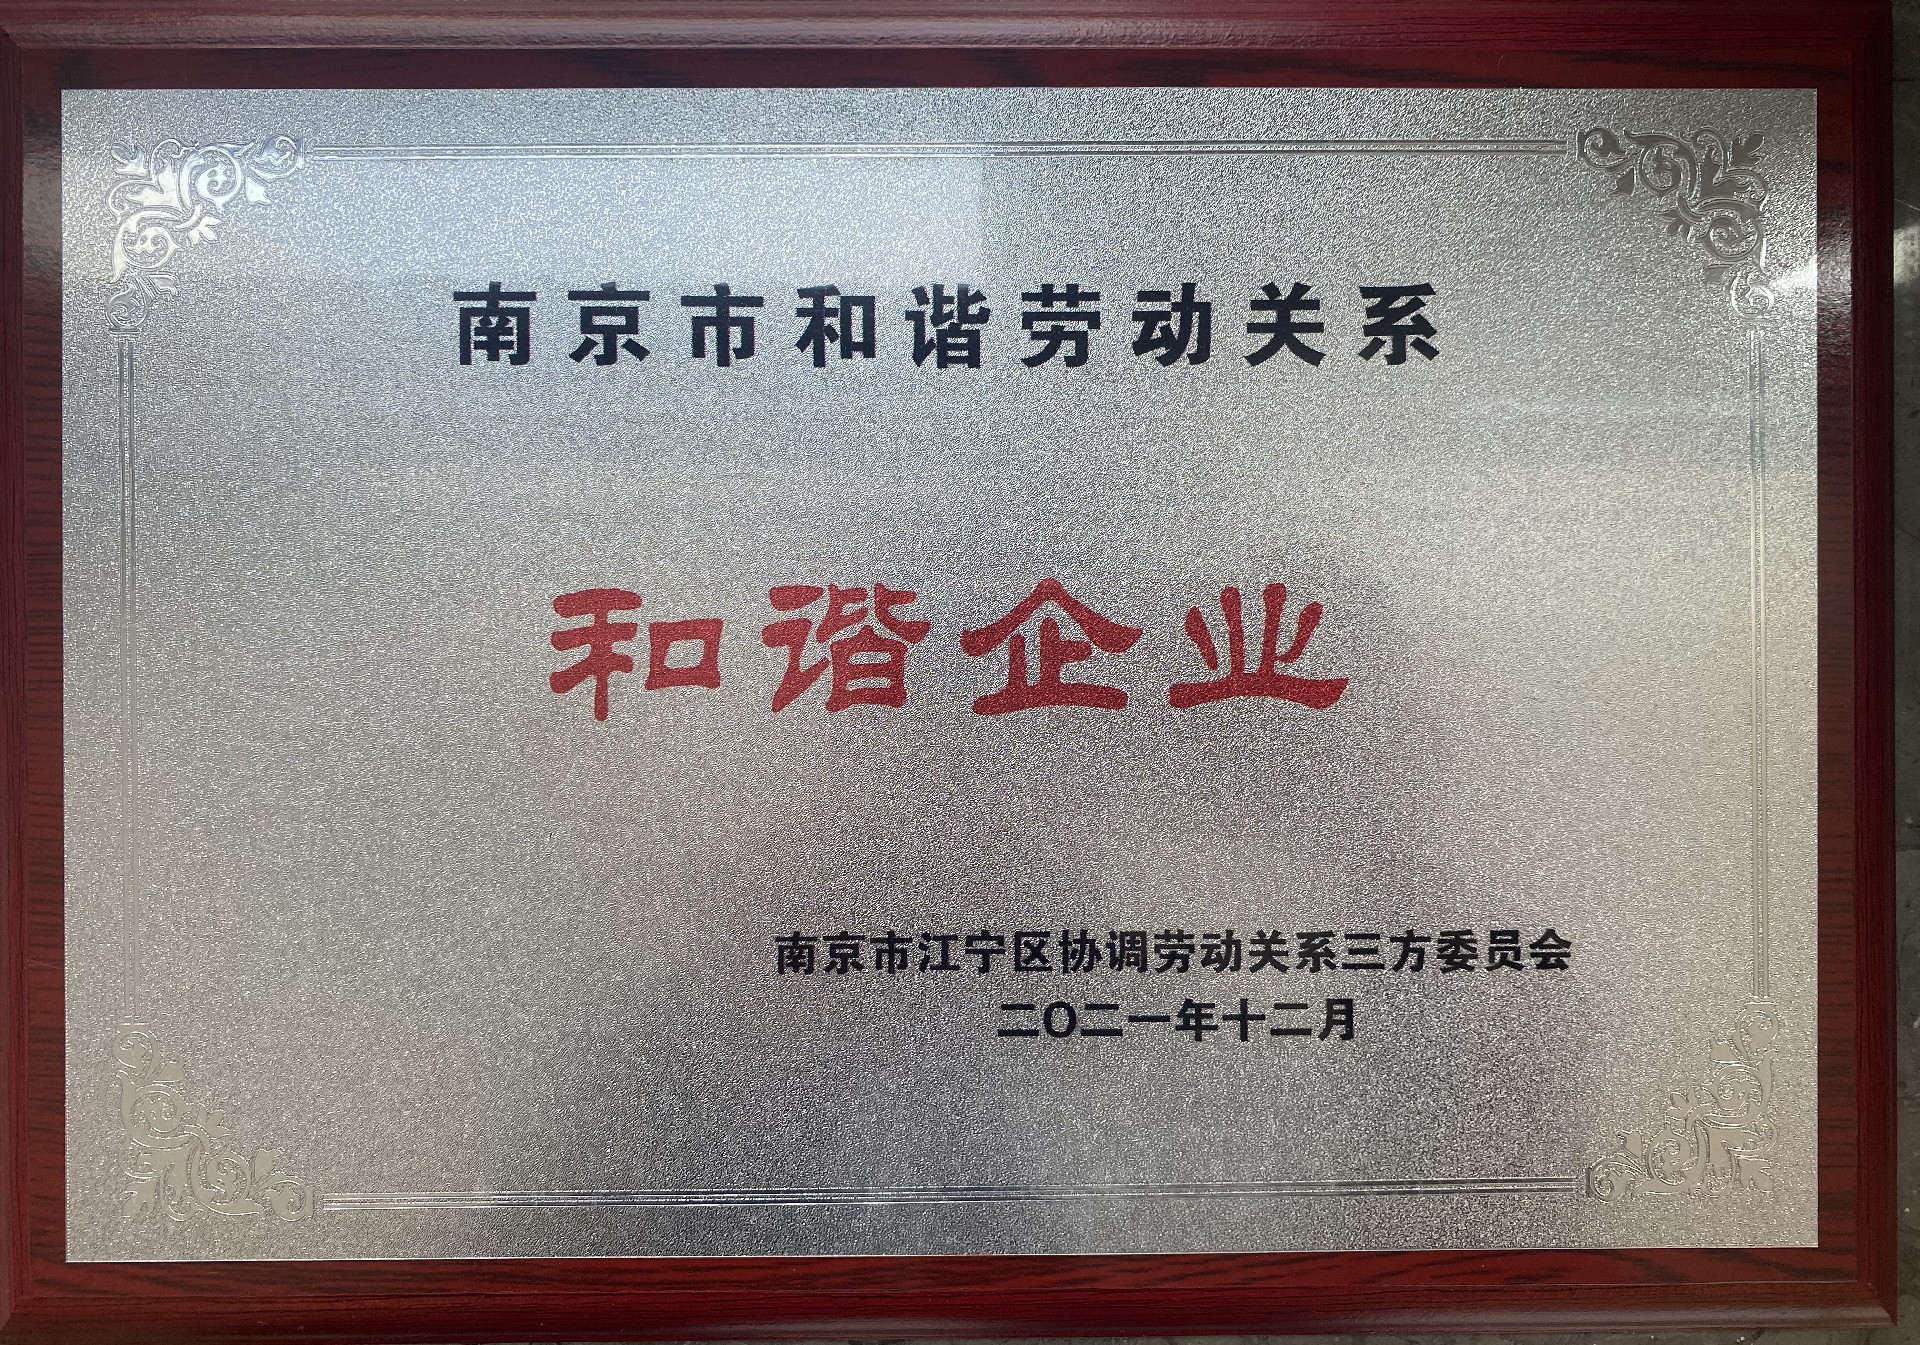 南京市和谐劳动关系
和谐企业
南京市江宁区协调劳动关系三方委员会
二〇二一年十二月